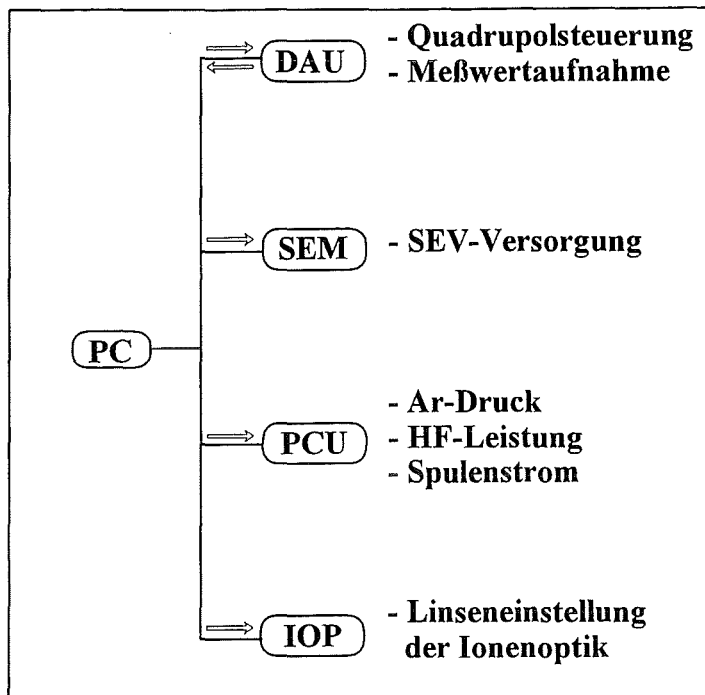 DAU
- Quadrupolsteuerung
- Meßwertaufnahme
SEM
- SEV-Versorgung
PC
PCU
- Ar-Druck
- HF-Leistung
- Spulenstrom
IOP
- Linseneinstellung
der Ionenoptik